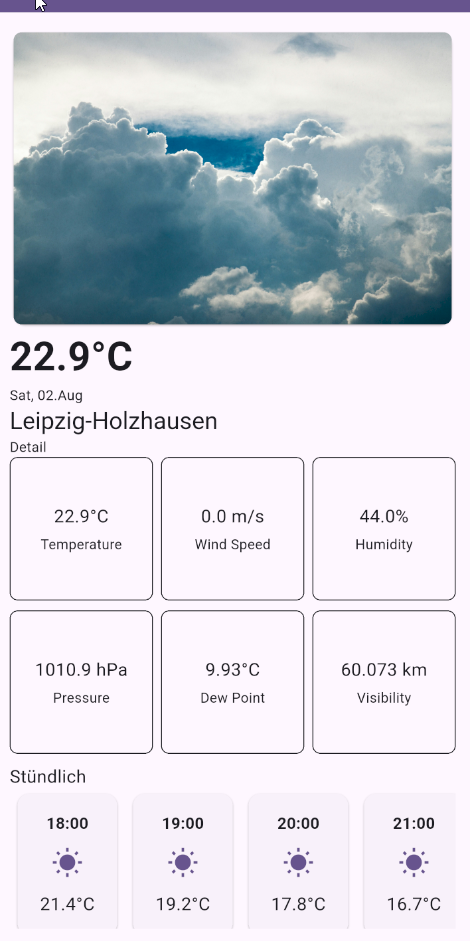 22.9°C
Sat, 02.Aug
Leipzig-Holzhausen
Detail
22.9°C 0.0 m/s 44.0%
Temperature Wind Speed Humidity
1010.9 hPa 9.93°C 60.073 km
Pressure Dew Point Visibility
Stündlich
18:00 19:00 20:00 21:00
21.4°C 19.2°C 17.8°C 16.7°C